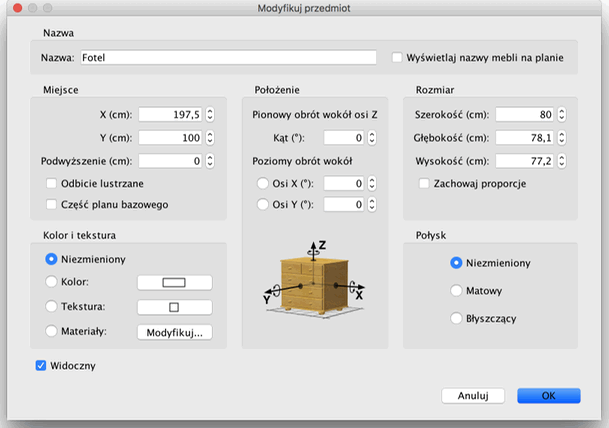 Modyfikuj przedmiot
Nazwa
Nazwa: Fotel
Wyświetlaj nazwy mebli na planie
Miejsce
X (cm): 197,5
Y (cm): 100
Podwyższenie (cm): 0
Odbicie lustrzane
Część planu bazowego
Położenie
Pionowy obrót wokół osi Z
Kąt (°): 0
Poziomy obrót wokół
Osi X (°): 0
Osi Y (°): 0
Rozmiar
Szerokość (cm): 80
Głębokość (cm): 78,1
Wysokość (cm): 77,2
Zachowaj proporcje
Kolor i tekstura
Niezmieniony
Kolor:
Tekstura:
Materiały: Modyfikuj...
Z
Y
X
Połysk
Niezmieniony
Matowy
Błyszczący
Widoczny
Anuluj
OK